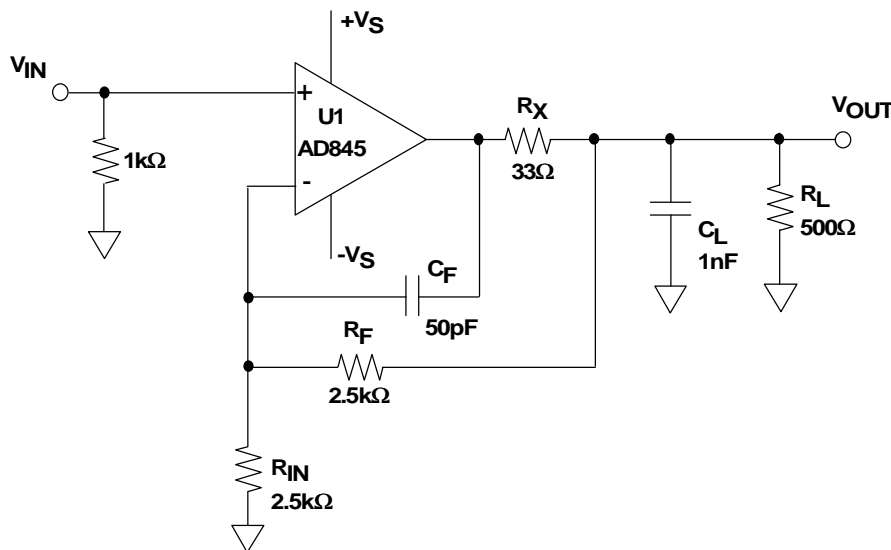 +VS
VIN
+
U1
AD845
-
-VS
1kΩ
RX
33Ω
VOUT
RL
500Ω
CL
1nF
CF
50pF
RF
2.5kΩ
RIN
2.5kΩ